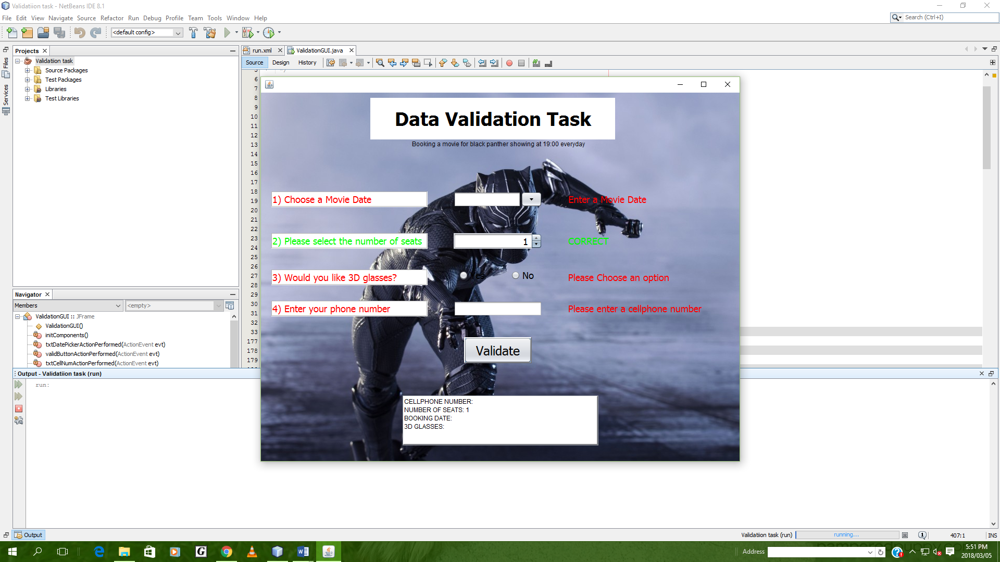 Validatiion task - NetBeans IDE 8.1
File Edit View Navigate Source Refactor Run Debug Profile Team Tools Window Help
Search (Ctrl+I)
<default config>
Projects
run.xml
ValidationGUI.java
Source Design History
Files
Services
Validatiion task
Source Packages
Test Packages
Libraries
Test Libraries
5
6
7
8
9
10
11
12
13
14
15
16
17
18
19
20
21
22
23
24
25
26
27
28
29
30
31
32
33
177
178
179
Data Validation Task
Booking a movie for black panther showing at 19:00 everyday
1) Choose a Movie Date
Enter a Movie Date
2) Please select the number of seats
1
CORRECT
3) Would you like 3D glasses?
Yes
No
Please Choose an option
4) Enter your phone number
Please enter a cellphone number
Validate
CELLPHONE NUMBER:
NUMBER OF SEATS: 1
BOOKING DATE:
3D GLASSES:
Navigator
Members
<empty>
ValidationGUI :: JFrame
ValidationGUI()
initComponents()
txtDatePickerActionPerformed(ActionEvent evt)
validButtonActionPerformed(ActionEvent evt)
txtCellNumActionPerformed(ActionEvent evt)
Output - Validatiion task (run)
run:
Output
Validatiion task (run)
running...
1
407:1
INS
Address
5:51 PM
2018/03/05